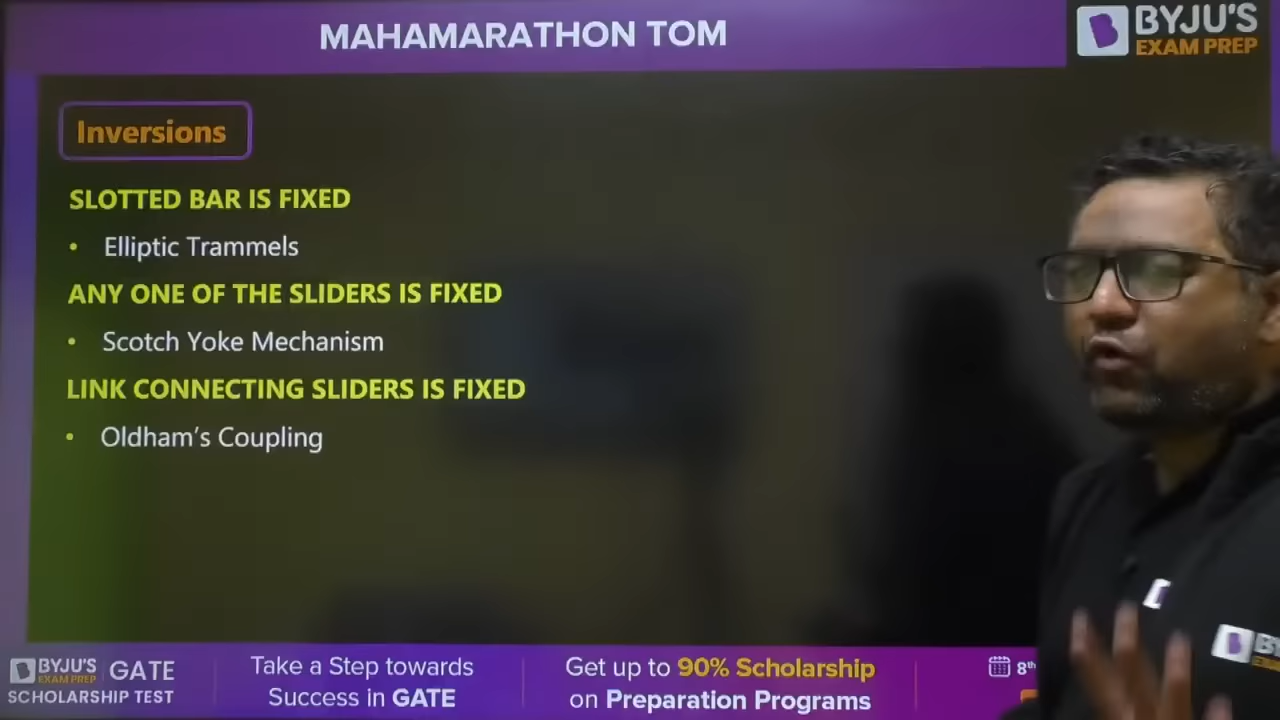 MAHAMARATHON TOM
BYJU'S
EXAM PREP
Inversions
SLOTTED BAR IS FIXED
• Elliptic Trammels
ANY ONE OF THE SLIDERS IS FIXED
• Scotch Yoke Mechanism
LINK CONNECTING SLIDERS IS FIXED
• Oldham’s Coupling
BYJU'S
EXAM PREP
GATE
SCHOLARSHIP TEST
Take a Step towards
Success in GATE
Get up to 90% Scholarship
on Preparation Programs
8th